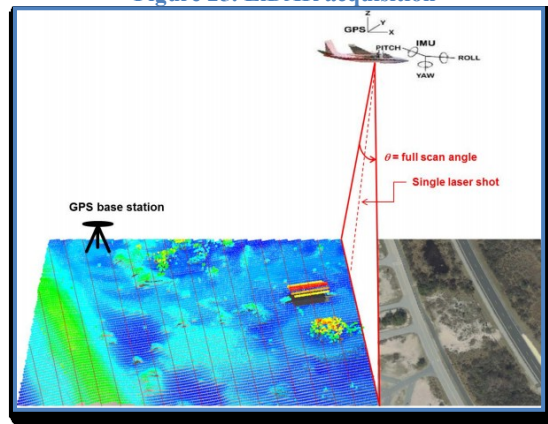 Z
Y
GPS
X
IMU
PITCH
ROLL
YAW
θ = full scan angle
Single laser shot
GPS base station